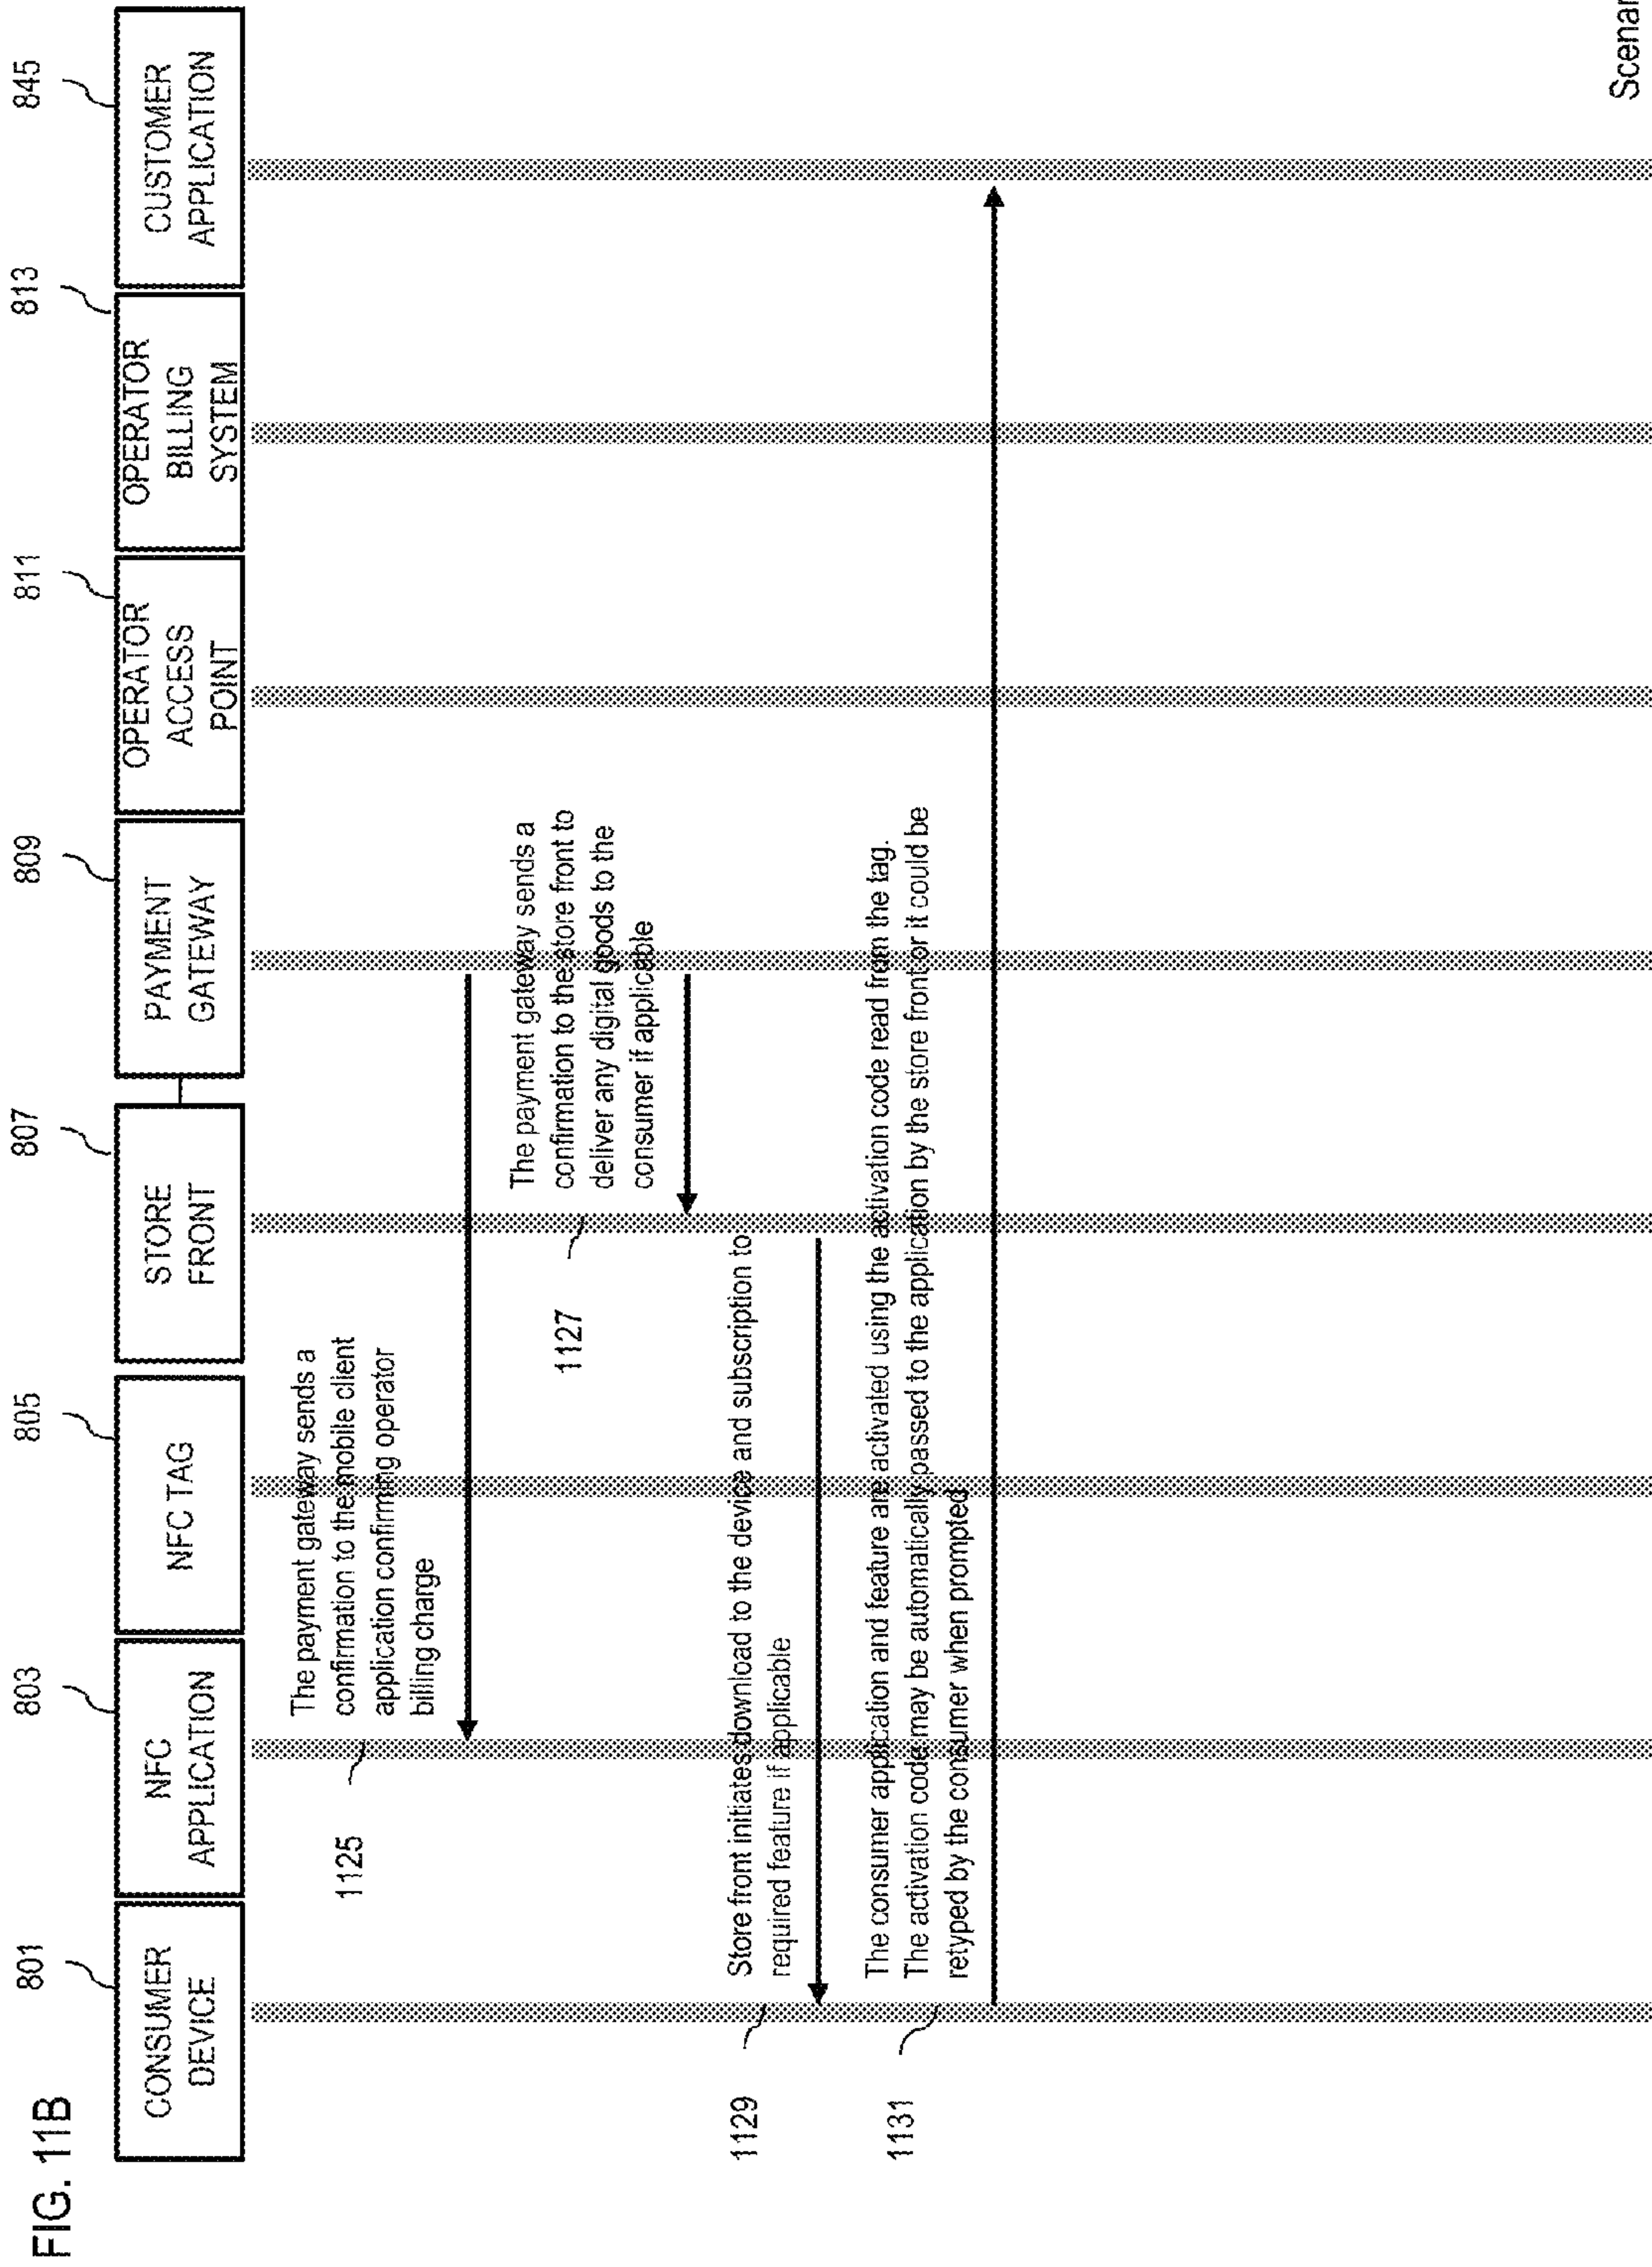 FIG. 11B
801
803
805
807
809
811
813
845
CONSUMER
DEVICE
NFC
APPLICATION
NFC TAG
STORE
FRONT
PAYMENT
GATEWAY
OPERATOR
ACCESS
POINT
OPERATOR
BILLING
SYSTEM
CUSTOMER
APPLICATION
1125
The payment gateway sends a
confirmation to the mobile client
application confirming operator
billing charge
1127
The payment gateway sends a
confirmation to the store front to
deliver any digital goods to the
consumer if applicable
1129
Store front initiates download to the device and subscription to
required feature if applicable
1131
The consumer application and feature are activated using the activation code read from the tag.
The activation code may be automatically passed to the application by the store front or it could be
retyped by the consumer when prompted